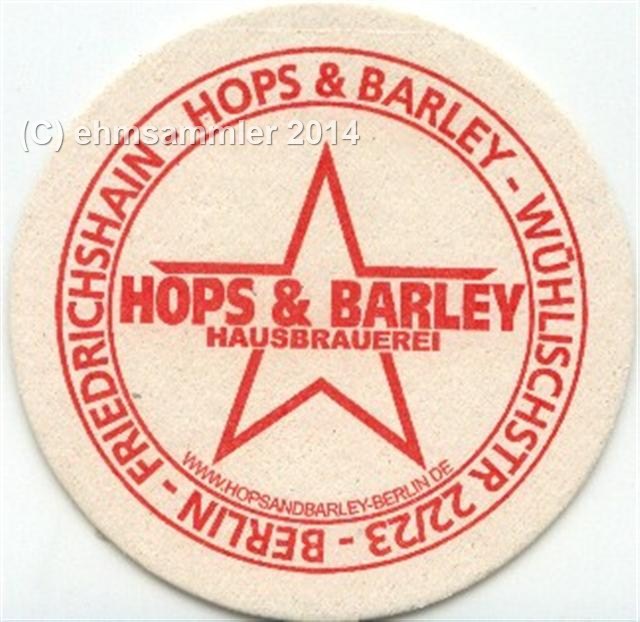 (C) ehmsammler 2014
HOPS & BARLEY - WÜHLISCHSTR 22/23 - BERLIN - FRIEDRICHSHAIN -
HOPS & BARLEY
HAUSBRAUEREI
WWW.HOPSANDBARLEY-BERLIN.DE